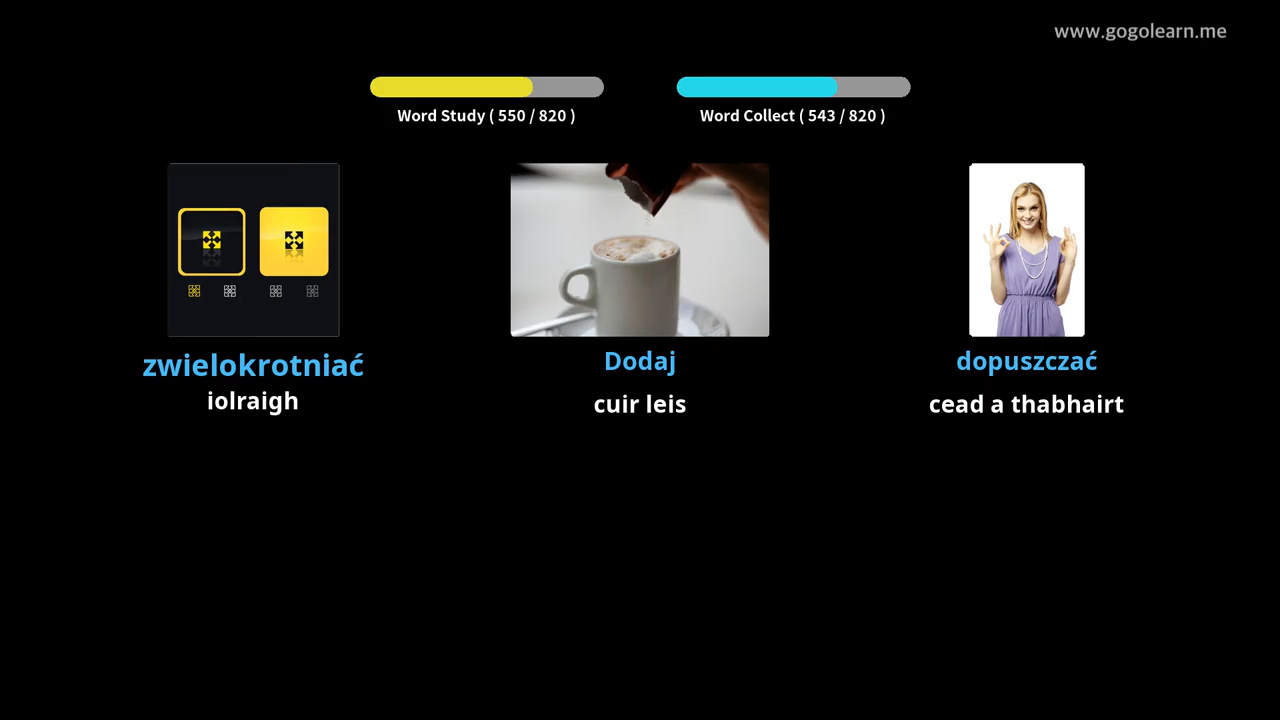 www.gogolearn.me
Word Study ( 550 / 820 )
Word Collect ( 543 / 820 )
zwielokrotniać
iolraigh
Dodaj
cuir leis
dopuszczać
cead a thabhairt